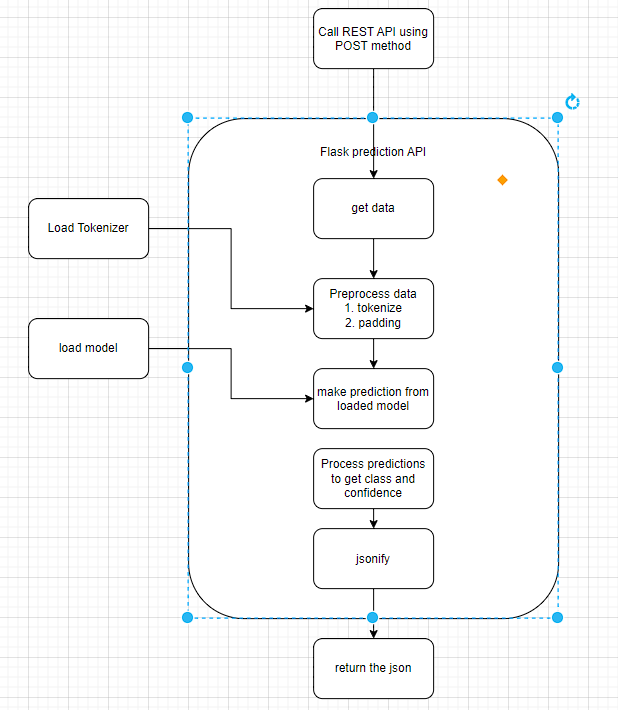 Call REST API using
POST method
Flask prediction API
get data
Load Tokenizer
Preprocess data
1. tokenize
2. padding
load model
make prediction from
loaded model
Process predictions
to get class and
confidence
jsonify
return the json